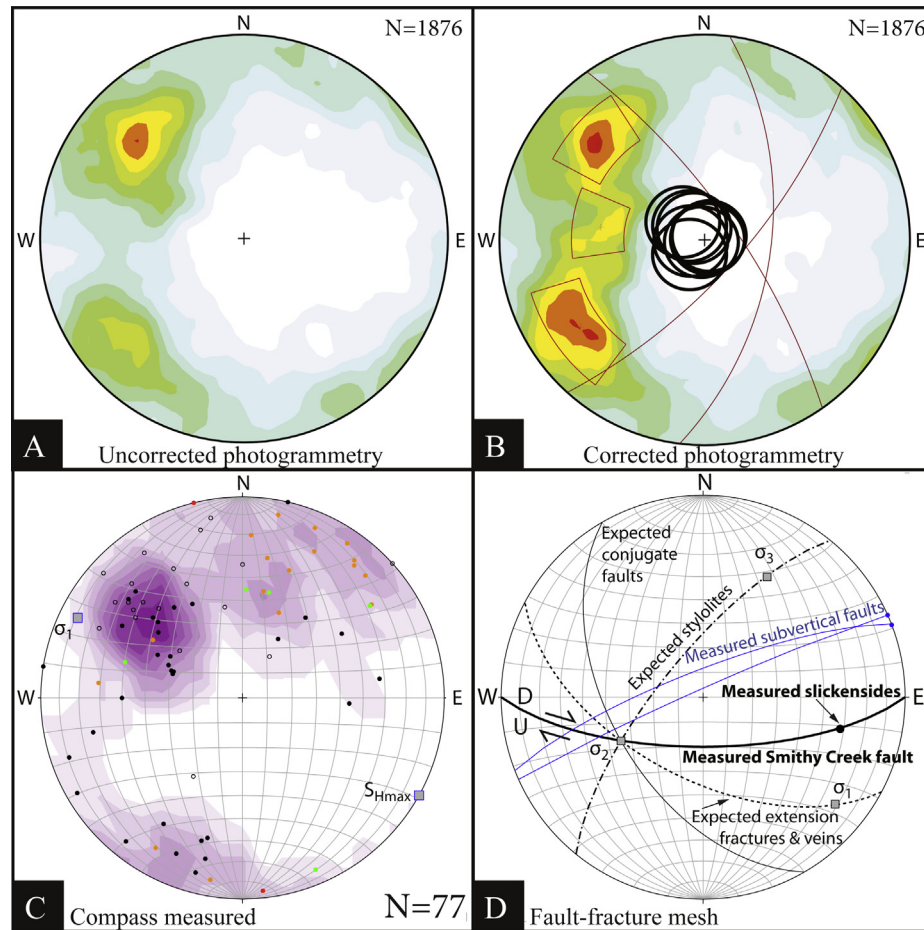 N
N=1876
W
E
A
Uncorrected photogrammetry
N
N=1876
W
E
B
Corrected photogrammetry
N
σ1
W
E
SHmax
C
Compass measured
N=77
N
Expected
conjugate
faults
σ3
Expected stylolites
Measured subvertical faults
W
D
U
E
Measured slickensides
σ2
Measured Smithy Creek fault
σ1
Expected extension
fractures & veins
D
Fault-fracture mesh